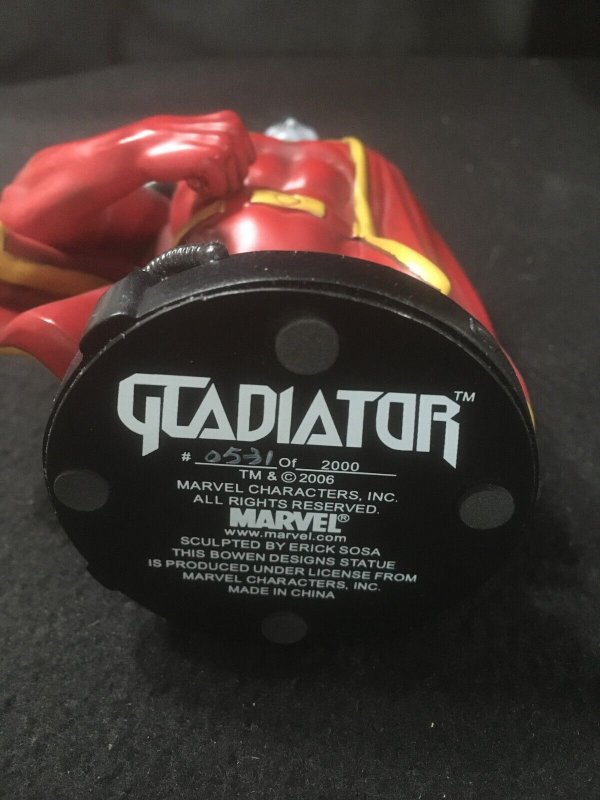 GLADIATOR™
# 0531 Of 2000
TM & © 2006
MARVEL CHARACTERS, INC.
ALL RIGHTS RESERVED.
MARVEL®
www.marvel.com
SCULPTED BY ERICK SOSA
THIS BOWEN DESIGNS STATUE
IS PRODUCED UNDER LICENSE FROM
MARVEL CHARACTERS, INC.
MADE IN CHINA